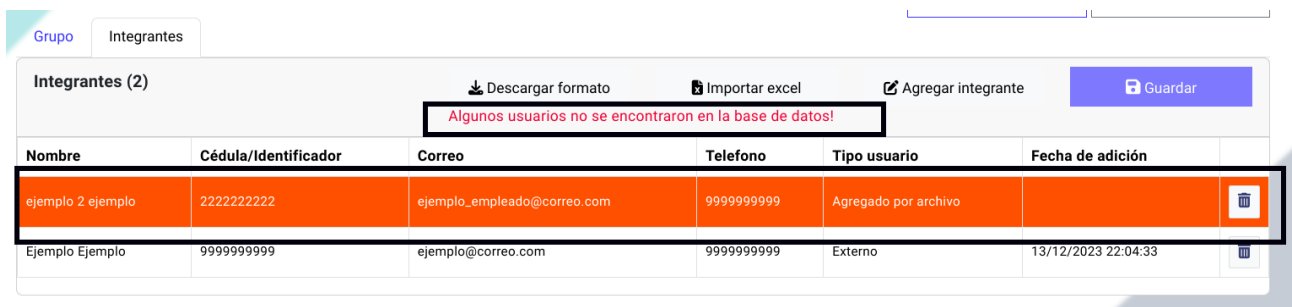 Grupo Integrantes
Integrantes (2) Descargar formato Importar excel Agregar integrante Guardar
Algunos usuarios no se encontraron en la base de datos!
Nombre Cédula/Identificador Correo Telefono Tipo usuario Fecha de adición
ejemplo 2 ejemplo 2222222222 ejemplo_empleado@correo.com 9999999999 Agregado por archivo
Ejemplo Ejemplo 9999999999 ejemplo@correo.com 9999999999 Externo 13/12/2023 22:04:33